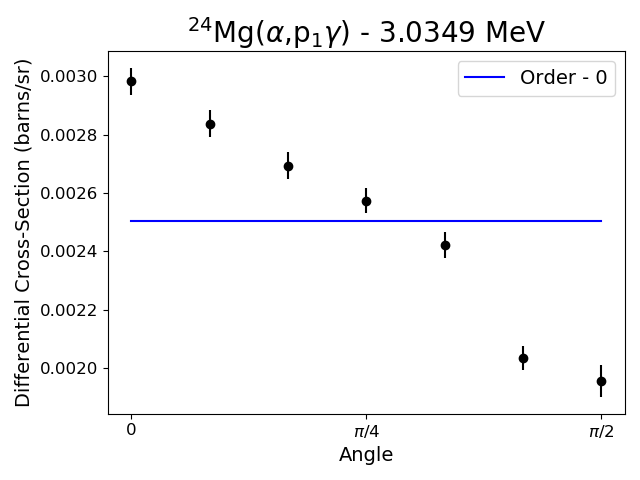 ²⁴Mg(α,p₁γ) - 3.0349 MeV
Order - 0
Differential Cross-Section (barns/sr)
0.0030
0.0028
0.0026
0.0024
0.0022
0.0020
0 π/4 π/2
Angle